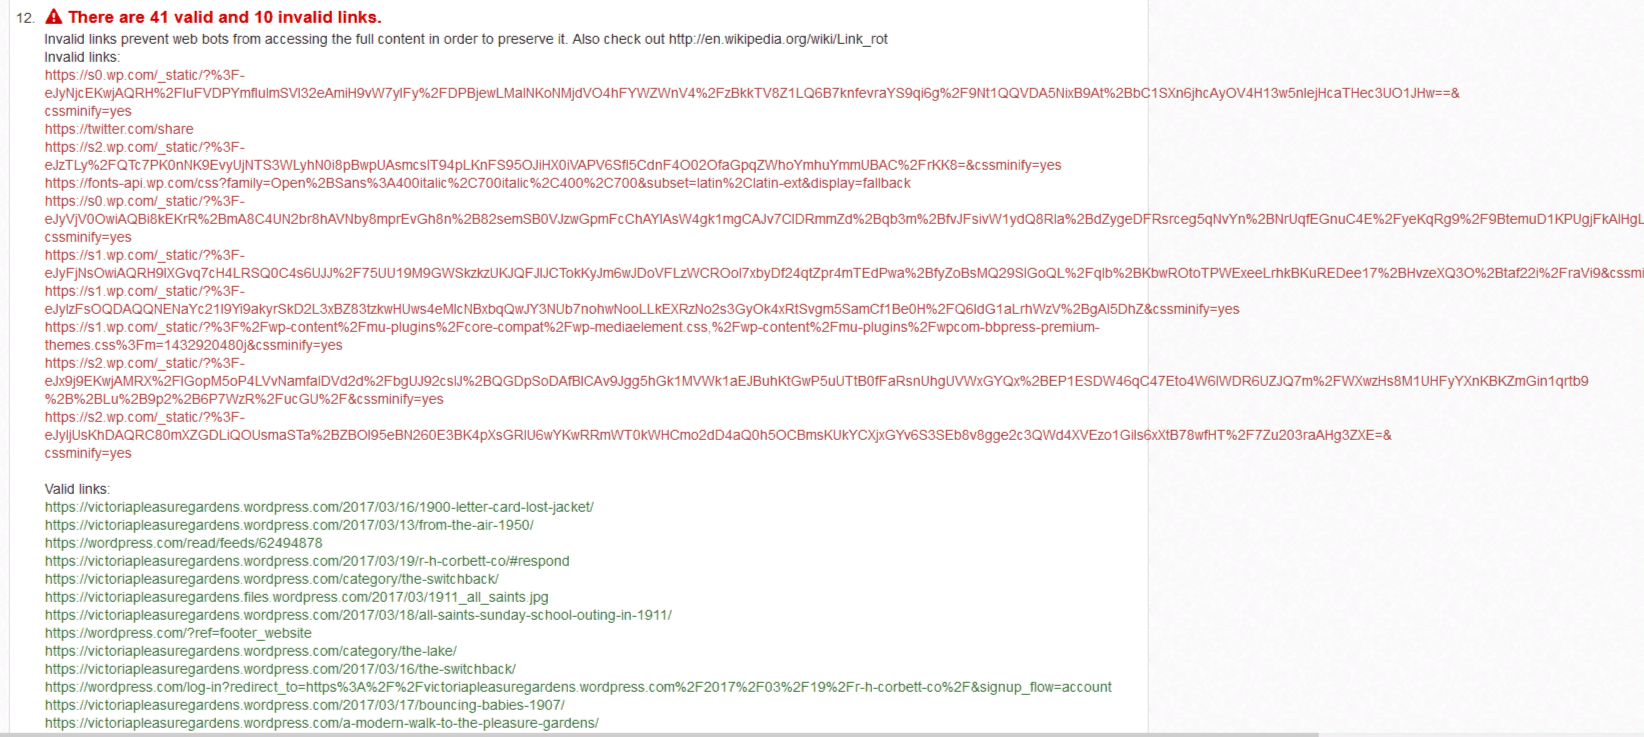 12. There are 41 valid and 10 invalid links.
Invalid links prevent web bots from accessing the full content in order to preserve it. Also check out http://en.wikipedia.org/wiki/Link_rot
Invalid links:
https://s0.wp.com/_static/?%3F-
eJyNjcEKwjAQRH%2FIuFVDPYmfIulmSVI32eAmiH9vW7yIFy%2FDPBjewLMalNKoNMjdVO4hFYWZWnV4%2FzBkkTV8Z1LQ6B7knfevraYS9qi6g%2F9Nt1QQVDA5NixB9At%2BbC1SXn6jhcAyOV4H13w5nlejHcaTHec3UO1JHw==&
cssminify=yes
https://twitter.com/share
https://s2.wp.com/_static/?%3F-
eJzTLy%2FQTc7PK0nNK9EvyUjNTS3WLyhN0i8pBwpUAsmcslT94pLKnFS95OJiHX0iVAPV6Sfl5CdnF4O02OfaGpqZWhoYmhuYmmUBAC%2FrKK8=&cssminify=yes
https://fonts-api.wp.com/css?family=Open%2BSans%3A400italic%2C700italic%2C400%2C700&subset=latin%2Clatin-ext&display=fallback
https://s0.wp.com/_static/?%3F-
eJyVjV0OwiAQBi8kEKrR%2BmA8C4UN2br8hAVNby8mprEvGh8n%2B82semSB0VJzwGpmFcChAYIAsW4gk1mgCAJv7ClDRmmZd%2Bqb3m%2BfvJFsivW1ydQ8Rla%2BdZygeDFRsrceg5qNvYn%2BNrUqfEGnuC4E%2FyeKqRg9%2F9BtemuD1KPUgjFkAlHgL
cssminify=yes
https://s1.wp.com/_static/?%3F-
eJyFjNsOwiAQRH9IXGvq7cH4LRSQ0C4s6UJJ%2F75UU19M9GWSkzkzUKJQFJIJCTokKyJm6wJDoVFLzWCROol7xbyDf24qtZpr4mTEdPwa%2BfyZoBsMQ29SlGoQL%2Fqlb%2BKbwROtoTPWExeeLrhkBKuREDee17%2BHvzeXQ3O%2Btaf22i%2FraVi9&cssmi
https://s1.wp.com/_static/?%3F-
eJylzFsOQDAQQNENaYc21I9Yi9akyrSkD2L3xBZ83tzkwHUws4eMIcNBxbqQwJY3NUb7nohwNooLLkEXRzNo2s3GyOk4xRtSvgm5SamCf1Be0H%2FQ6ldG1aLrhWzV%2BgAl5DhZ&cssminify=yes
https://s1.wp.com/_static/?%3F%2Fwp-content%2Fmu-plugins%2Fcore-compat%2Fwp-mediaelement.css,%2Fwp-content%2Fmu-plugins%2Fwpcom-bbpress-premium-
themes.css%3Fm=1432920480j&cssminify=yes
https://s2.wp.com/_static/?%3F-
eJx9j9EKwjAMRX%2FIGopM5oP4LVvNamfalDVd2d%2FbgUJ92cslJ%2BQGDpSoDAfBICAv9Jgg5hGk1MVWk1aEJBuhKtGwP5uUTtB0fFaRsnUhgUVWxGYQx%2BEP1ESDW46qC47Eto4W6lWDR6UZJQ7m%2FWXwzHs8M1UHFyYXnKBKZmGin1qrtb9
%2B%2BLu%2B9p2%2B6P7WzR%2FucGU%2F&cssminify=yes
https://s2.wp.com/_static/?%3F-
eJyljUsKhDAQRC80mXZGDLiQOUsmaSTa%2BZBOI95eBN260E3BK4pXsGRlU6wYKwRRmWT0kWHCmo2dD4aQ0h5OCBmsKUkYCXjxGYv6S3SEb8v8gge2c3QWd4XVEzo1Gils6xXtB78wfHT%2F7Zu203raAHg3ZXE=&
cssminify=yes
Valid links:
https://victoriapleasuregardens.wordpress.com/2017/03/16/1900-letter-card-lost-jacket/
https://victoriapleasuregardens.wordpress.com/2017/03/13/from-the-air-1950/
https://wordpress.com/read/feeds/62494878
https://victoriapleasuregardens.wordpress.com/2017/03/19/r-h-corbett-co/#respond
https://victoriapleasuregardens.wordpress.com/category/the-switchback/
https://victoriapleasuregardens.files.wordpress.com/2017/03/1911_all_saints.jpg
https://victoriapleasuregardens.wordpress.com/2017/03/18/all-saints-sunday-school-outing-in-1911/
https://wordpress.com/?ref=footer_website
https://victoriapleasuregardens.wordpress.com/category/the-lake/
https://victoriapleasuregardens.wordpress.com/2017/03/16/the-switchback/
https://wordpress.com/log-in?redirect_to=https%3A%2F%2Fvictoriapleasuregardens.wordpress.com%2F2017%2F03%2F19%2Fr-h-corbett-co%2F&signup_flow=account
https://victoriapleasuregardens.wordpress.com/2017/03/17/bouncing-babies-1907/
https://victoriapleasuregardens.wordpress.com/a-modern-walk-to-the-pleasure-gardens/